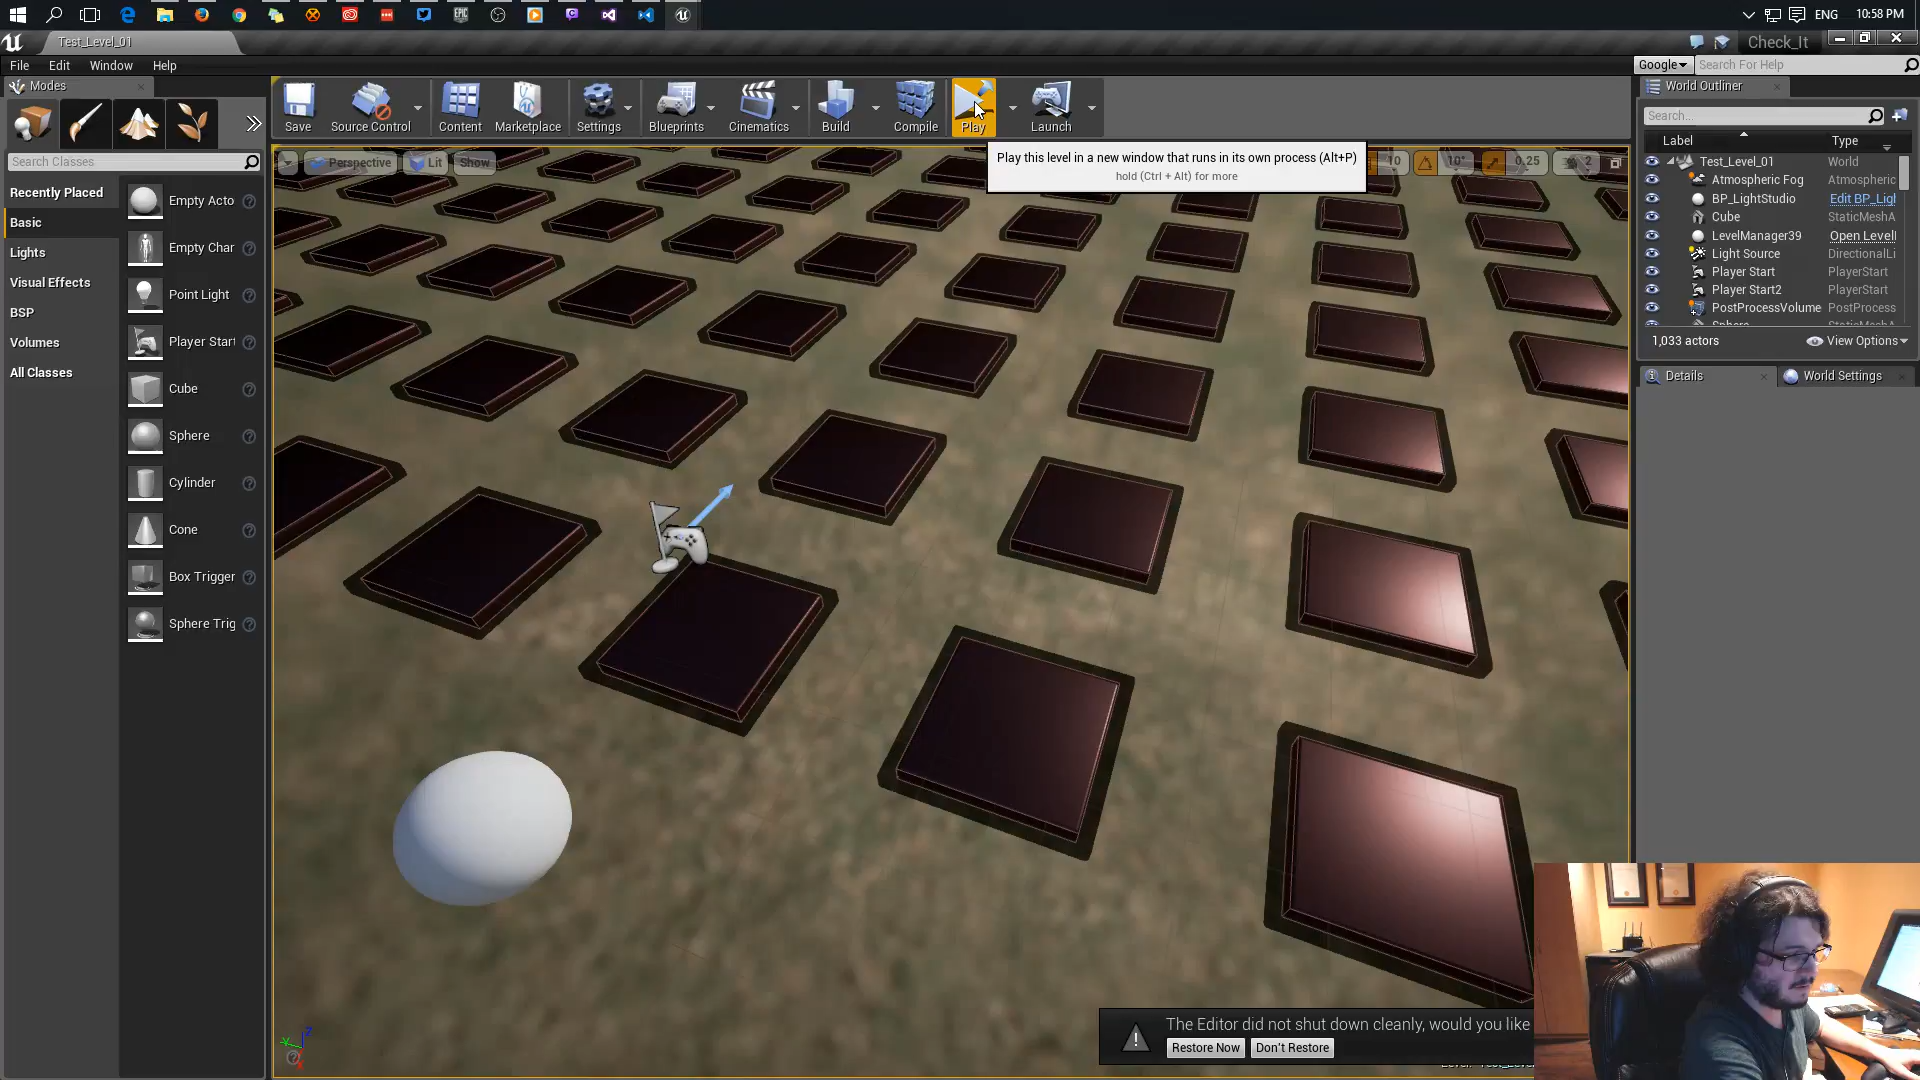 ENG
10:58 PM
Test_Level_01
Check_It
File
Edit
Window
Help
Google
Search For Help
Modes
World Outliner
Save
Source Control
Content
Marketplace
Settings
Blueprints
Cinematics
Build
Compile
Play
Launch
Search...
Label
Type
Search Classes
Perspective
Lit
Show
Play this level in a new window that runs in its own process (Alt+P)
hold (Ctrl + Alt) for more
10
10°
0.25
2
Test_Level_01
World
Atmospheric Fog
Atmospheric
BP_LightStudio
Edit BP_Ligh
Cube
StaticMeshA
LevelManager39
Open Levell
Light Source
DirectionalLi
Player Start
PlayerStart
Player Start2
PlayerStart
PostProcessVolume
PostProcess
Sphere
StaticMeshA
1,033 actors
View Options
Details
World Settings
Recently Placed
Basic
Lights
Visual Effects
BSP
Volumes
All Classes
Empty Acto
Empty Char
Point Light
Player Start
Cube
Sphere
Cylinder
Cone
Box Trigger
Sphere Trig
The Editor did not shut down cleanly, would you like
Restore Now
Don't Restore